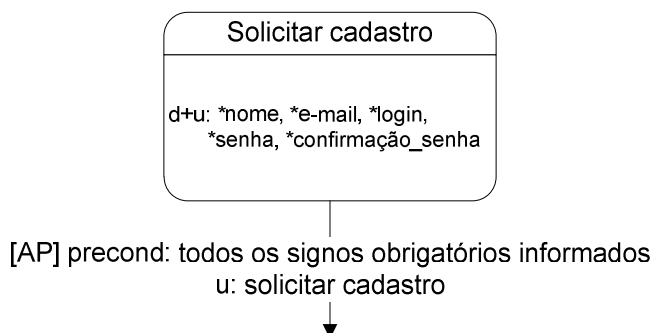 Solicitar cadastro
d+u: *nome, *e-mail, *login,
*senha, *confirmação_senha
[AP] precond: todos os signos obrigatórios informados
u: solicitar cadastro